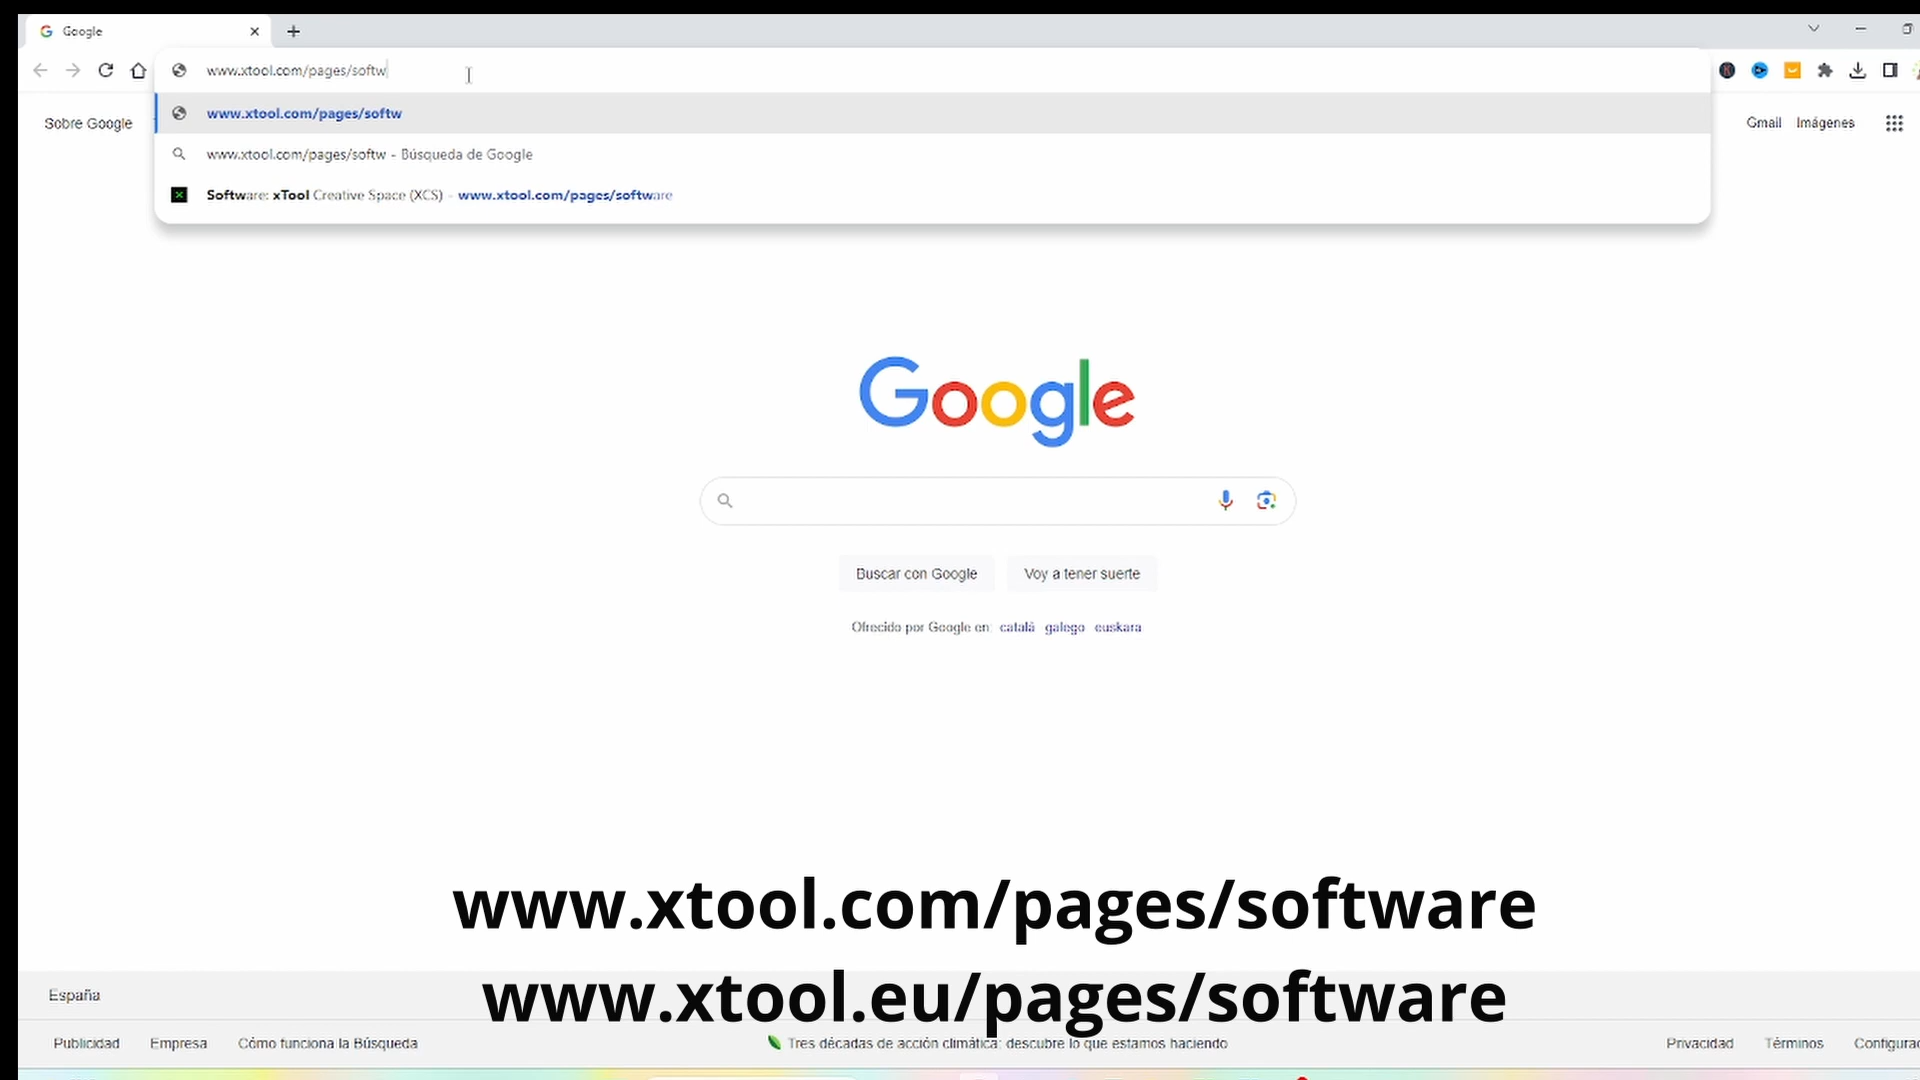 Google
www.xtool.com/pages/softw
www.xtool.com/pages/softw
Sobre Google
Gmail Imágenes
www.xtool.com/pages/softw - Búsqueda de Google
Software: xTool Creative Space (XCS) - www.xtool.com/pages/software
Google
Buscar con Google Voy a tener suerte
Ofrecido por Google en: català galego euskara
www.xtool.com/pages/software
www.xtool.eu/pages/software
España
Publicidad Empresa Cómo funciona la Búsqueda Tres décadas de acción climática: descubre lo que estamos haciendo Privacidad Términos Configurac